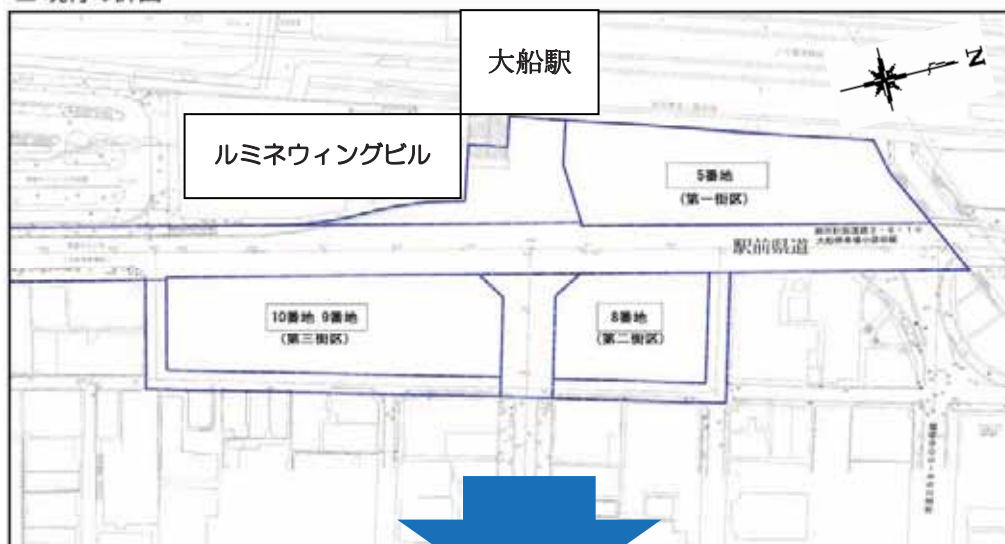 大船駅
N
ルミネウィングビル
5番地
(第一街区)
駅前県道
10番地 9番地
(第三街区)
8番地
(第二街区)